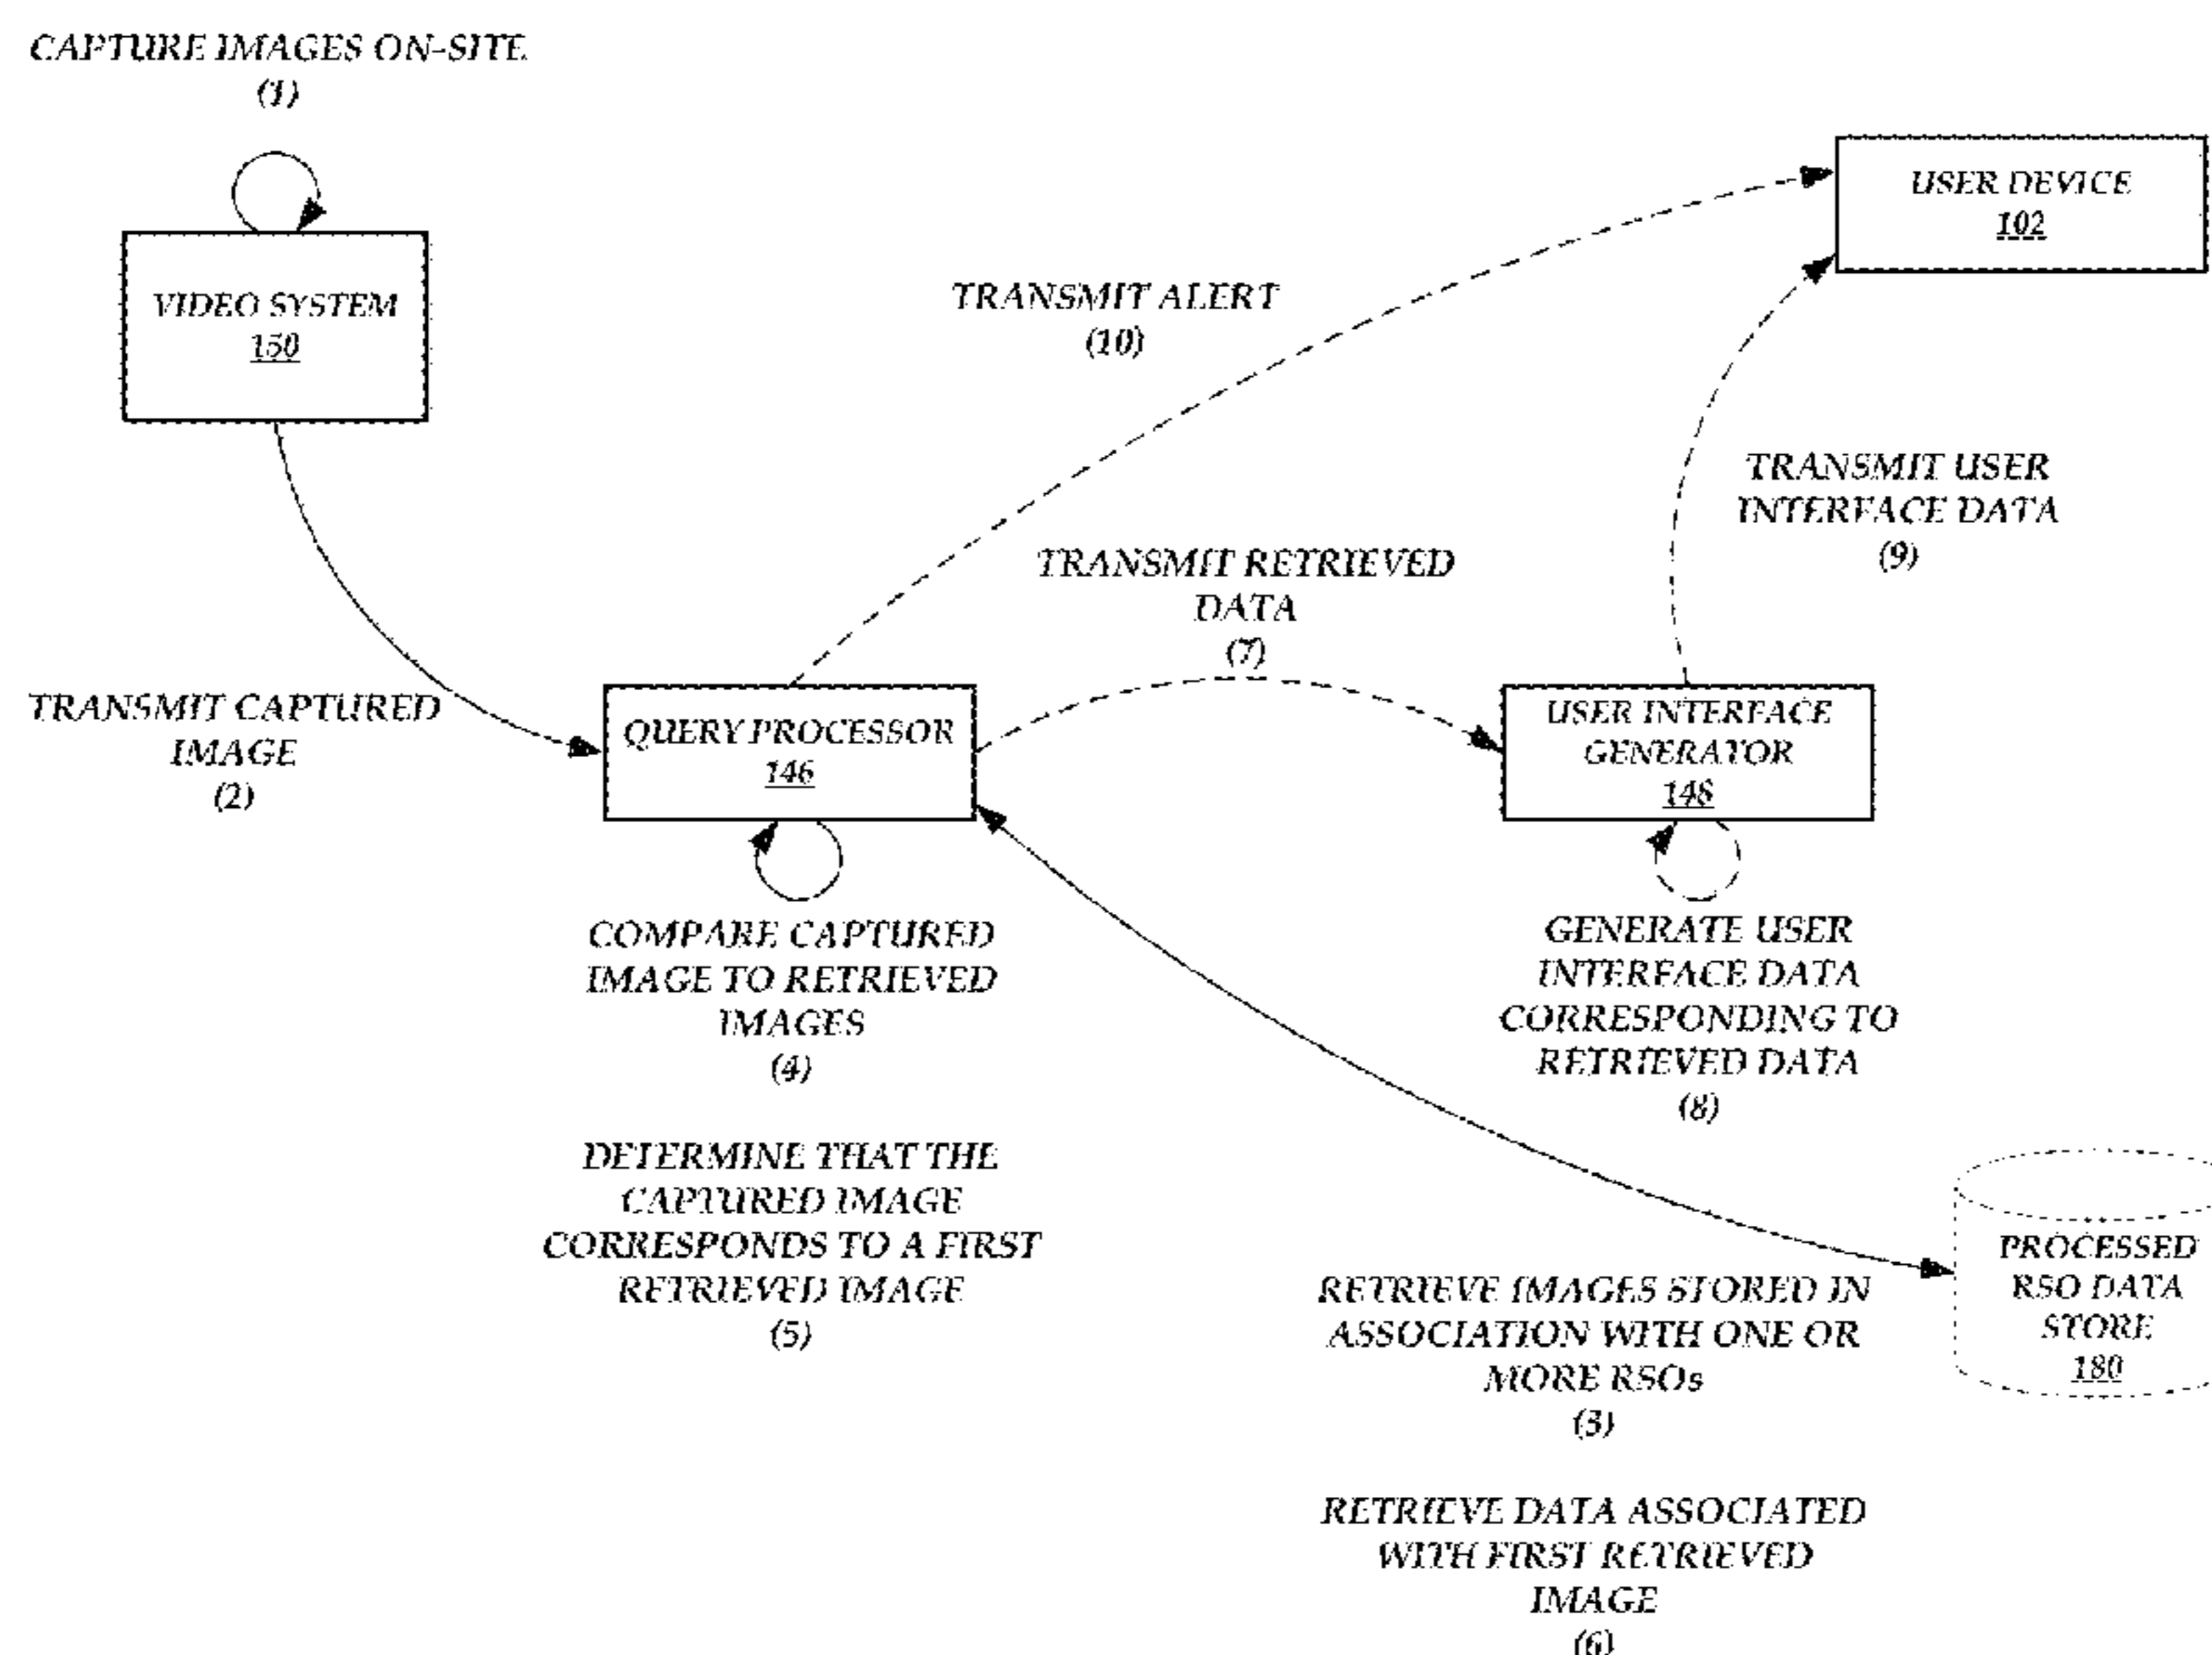 CAPTURE IMAGES ON-SITE
(1)
VIDEO SYSTEM
150
USER DEVICE
102
TRANSMIT ALERT
(10)
TRANSMIT USER
INTERFACE DATA
(9)
TRANSMIT RETRIEVED
DATA
(7)
TRANSMIT CAPTURED
IMAGE
(2)
QUERY PROCESSOR
146
USER INTERFACE
GENERATOR
148
COMPARE CAPTURED
IMAGE TO RETRIEVED
IMAGES
(4)
GENERATE USER
INTERFACE DATA
CORRESPONDING TO
RETRIEVED DATA
(8)
DETERMINE THAT THE
CAPTURED IMAGE
CORRESPONDS TO A FIRST
RETRIEVED IMAGE
(5)
PROCESSED
RSO DATA
STORE
180
RETRIEVE IMAGES STORED IN
ASSOCIATION WITH ONE OR
MORE RSOs
(3)
RETRIEVE DATA ASSOCIATED
WITH FIRST RETRIEVED
IMAGE
(6)